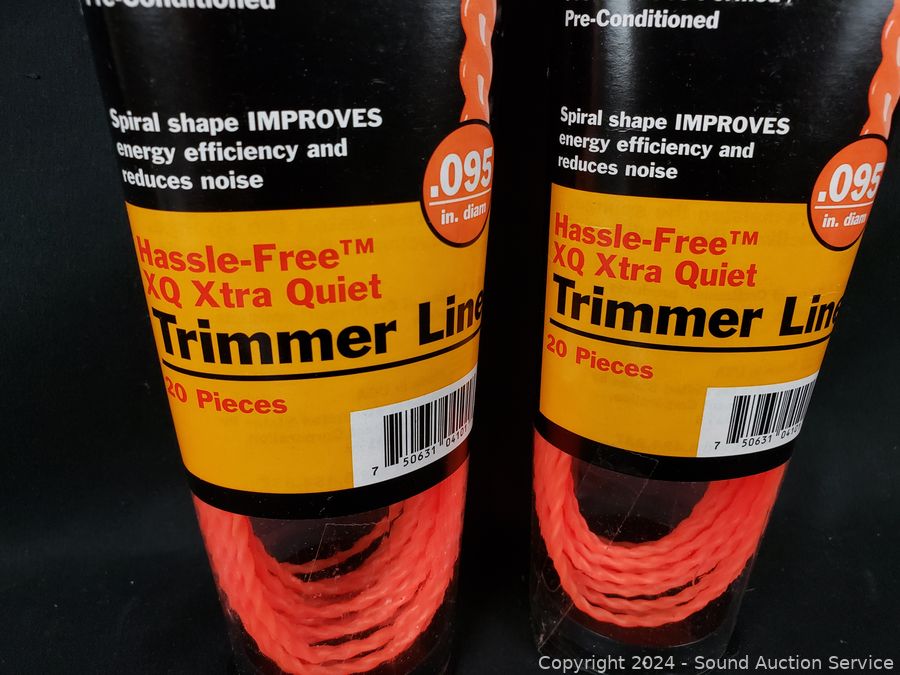 Pre-Conditioned
Spiral shape IMPROVES
energy efficiency and
reduces noise
.095
in. diam
Hassle-Free™
XQ Xtra Quiet
Trimmer Line
20 Pieces
7 50631 04101
Pre-Conditioned
Spiral shape IMPROVES
energy efficiency and
reduces noise
.095
in. diam
Hassle-Free™
XQ Xtra Quiet
Trimmer Line
20 Pieces
7 50631 04101
Copyright 2024 - Sound Auction Service